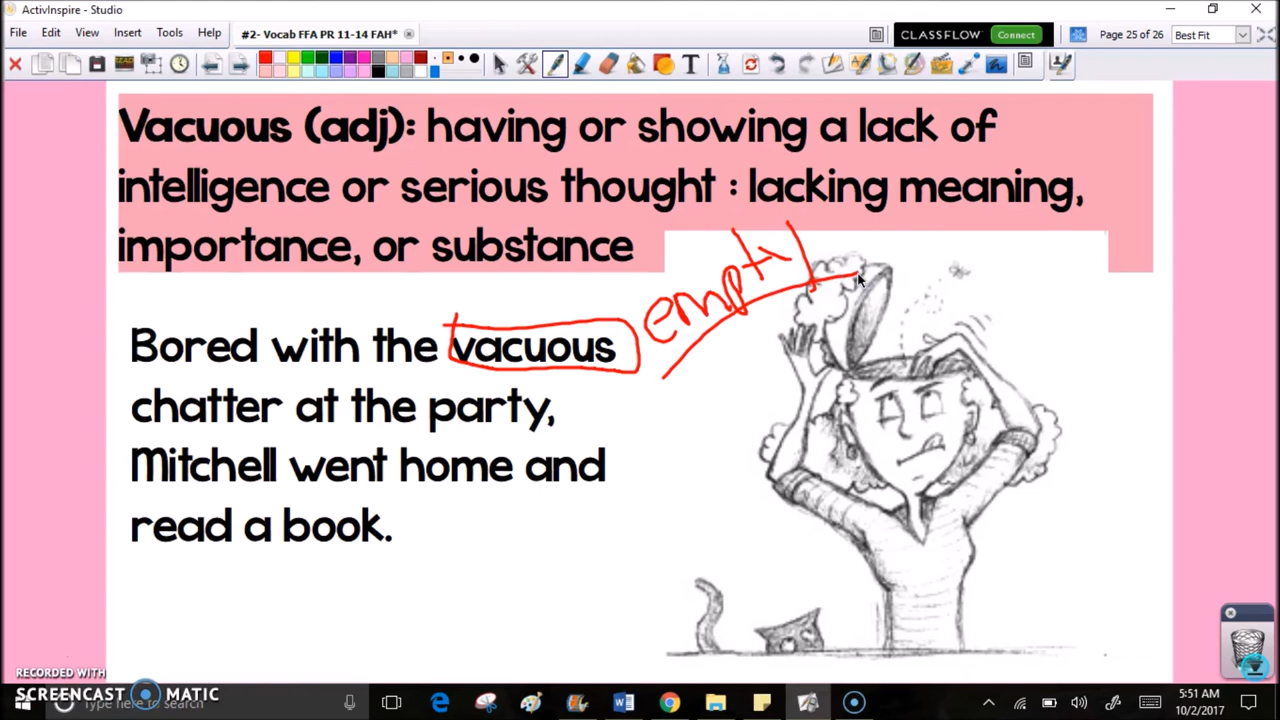 ActivInspire - Studio
File Edit View Insert Tools Help #2- Vocab FFA PR 11-14 FAH* CLASSFLOW Connect Page 25 of 26 Best Fit
Vacuous (adj): having or showing a lack of
intelligence or serious thought : lacking meaning,
importance, or substance
empty
Bored with the vacuous
chatter at the party,
Mitchell went home and
read a book.
RECORDED WITH
SCREENCAST MATIC
Type here to search
5:51 AM
10/2/2017